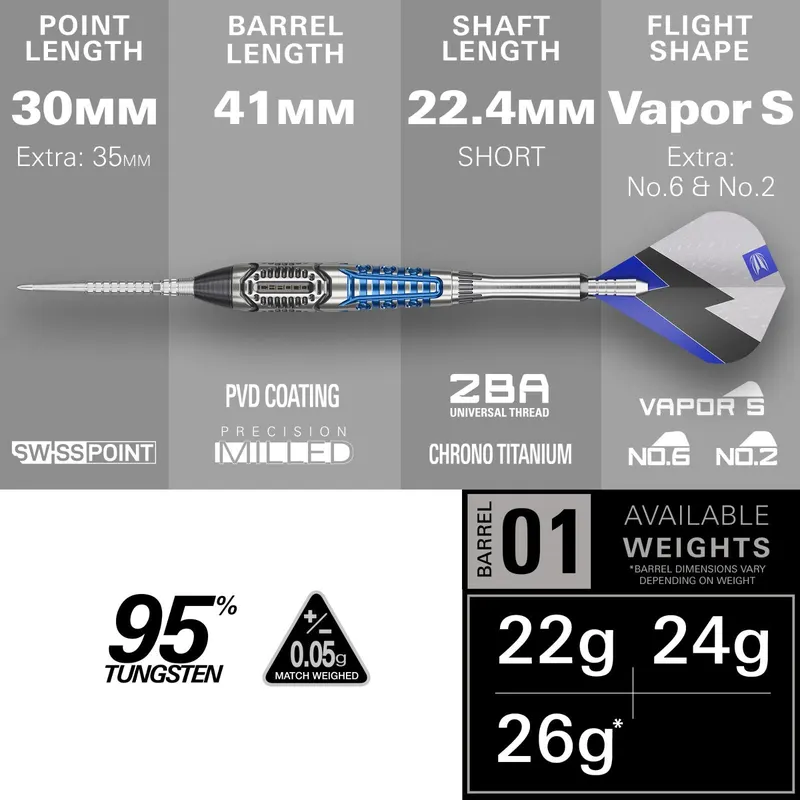 POINT
LENGTH
30MM
Extra: 35MM
BARREL
LENGTH
41MM
SHAFT
LENGTH
22.4MM
SHORT
FLIGHT
SHAPE
Vapor S
Extra:
No.6 & No.2
SWISSPOINT
PVD COATING
PRECISION
MILLED
2BA
UNIVERSAL THREAD
CHRONO TITANIUM
VAPOR S
NO.6 NO.2
95%
TUNGSTEN
+/-
0.05g
MATCH WEIGHED
BARREL
01
AVAILABLE
WEIGHTS
*BARREL DIMENSIONS VARY
DEPENDING ON WEIGHT
22g 24g
26g*